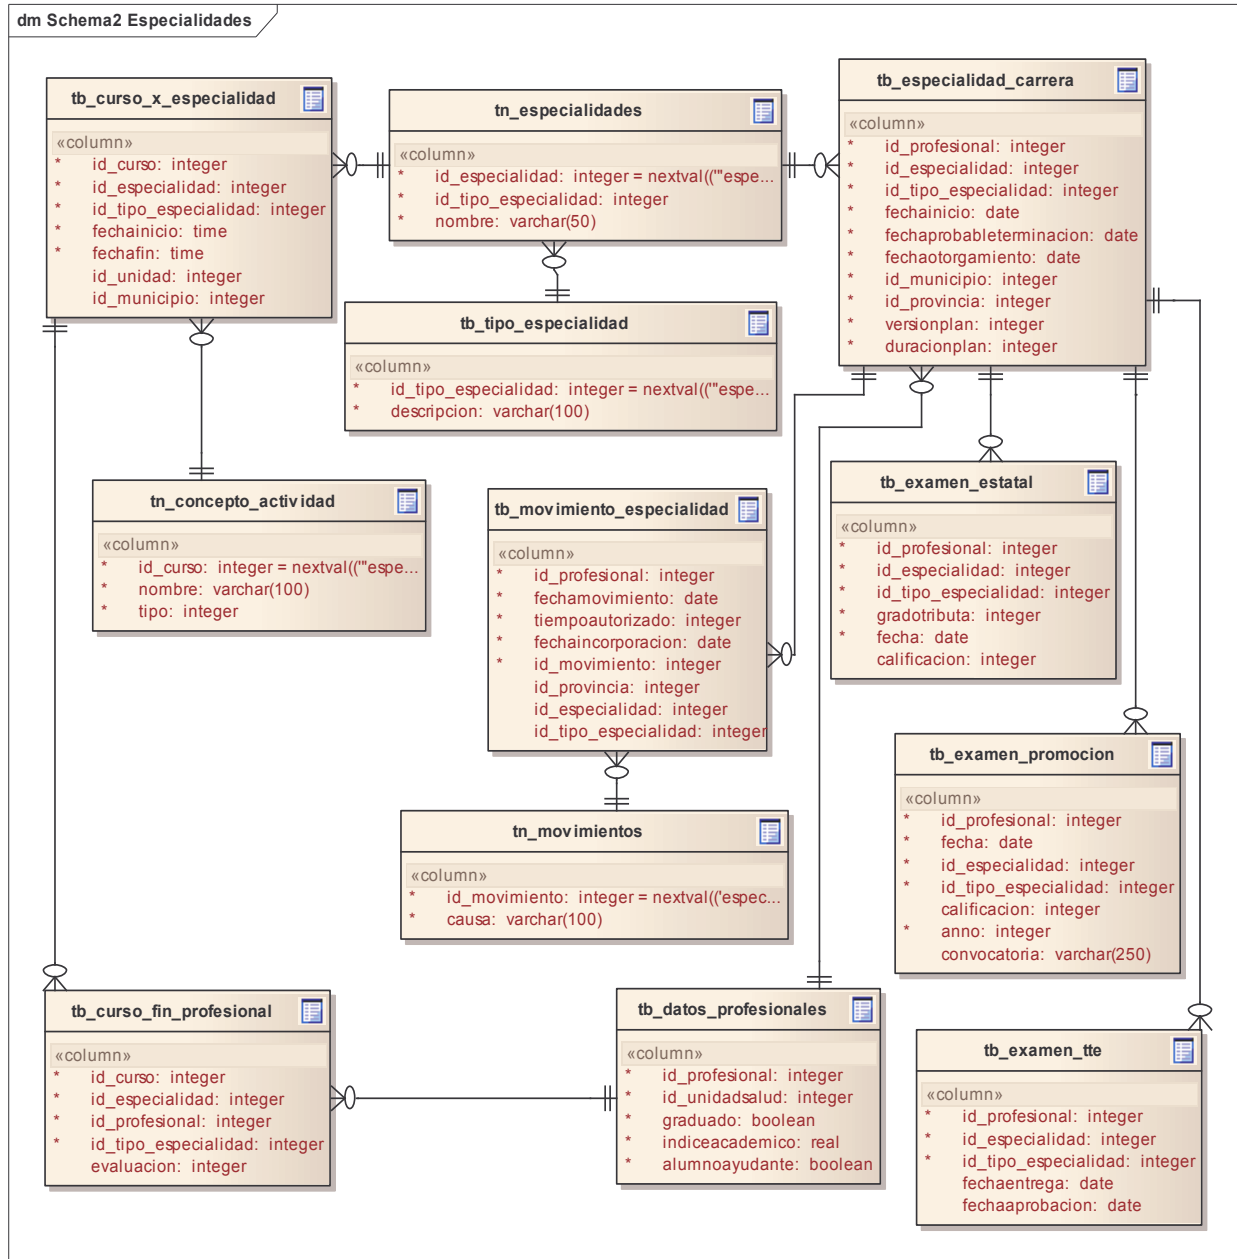 dm Schema2 Especialidades
tb_curso_x_especialidad
«column»
* id_curso: integer
* id_especialidad: integer
* id_tipo_especialidad: integer
* fechainicio: time
* fechafin: time
id_unidad: integer
id_municipio: integer
tn_especialidades
«column»
* id_especialidad: integer = nextval(('"espe...
* id_tipo_especialidad: integer
* nombre: varchar(50)
tb_especialidad_carrera
«column»
* id_profesional: integer
* id_especialidad: integer
* id_tipo_especialidad: integer
* fechainicio: date
* fechaprobableterminacion: date
* fechaotorgamiento: date
* id_municipio: integer
* id_provincia: integer
* versionplan: integer
* duracionplan: integer
tb_tipo_especialidad
«column»
* id_tipo_especialidad: integer = nextval(('"espe...
* descripcion: varchar(100)
tn_concepto_actividad
«column»
* id_curso: integer = nextval(('"espe...
* nombre: varchar(100)
* tipo: integer
tb_movimiento_especialidad
«column»
* id_profesional: integer
* fechamovimiento: date
* tiempoautorizado: integer
* fechaincorporacion: date
* id_movimiento: integer
id_provincia: integer
id_especialidad: integer
id_tipo_especialidad: integer
tb_examen_estatal
«column»
* id_profesional: integer
* id_especialidad: integer
* id_tipo_especialidad: integer
* gradotributa: integer
* fecha: date
calificacion: integer
tn_movimientos
«column»
* id_movimiento: integer = nextval(('espec...
* causa: varchar(100)
tb_examen_promocion
«column»
* id_profesional: integer
* fecha: date
* id_especialidad: integer
* id_tipo_especialidad: integer
calificacion: integer
* anno: integer
convocatoria: varchar(250)
tb_curso_fin_profesional
«column»
* id_curso: integer
* id_especialidad: integer
* id_profesional: integer
* id_tipo_especialidad: integer
evaluacion: integer
tb_datos_profesionales
«column»
* id_profesional: integer
* id_unidadsalud: integer
* graduado: boolean
* indiceacademico: real
* alumnoayudante: boolean
tb_examen_tte
«column»
* id_profesional: integer
* id_especialidad: integer
* id_tipo_especialidad: integer
fechaentrega: date
fechaaprobacion: date